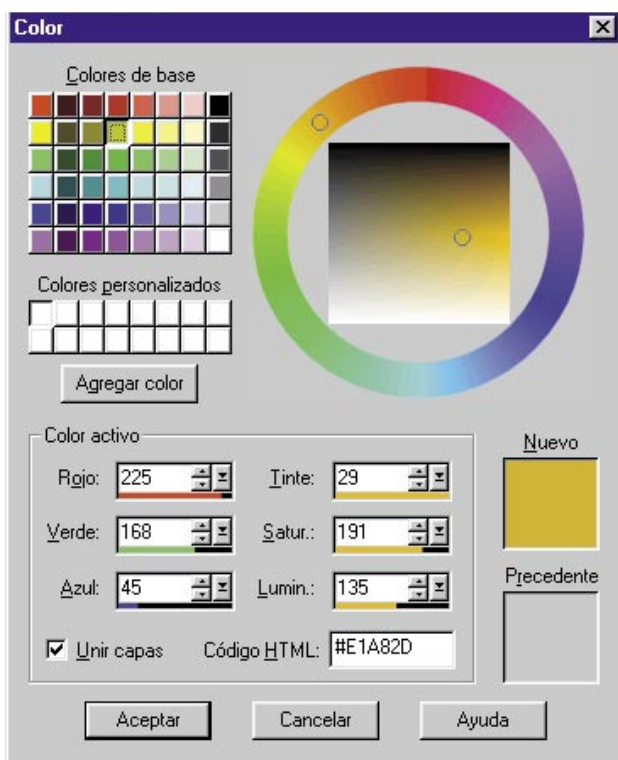 Color
Colores de base
Colores personalizados
Agregar color
Color activo
Rojo: 225
Tinte: 29
Verde: 168
Satur.: 191
Azul: 45
Lumin.: 135
Unir capas
Código HTML: #E1A82D
Nuevo
Precedente
Aceptar
Cancelar
Ayuda